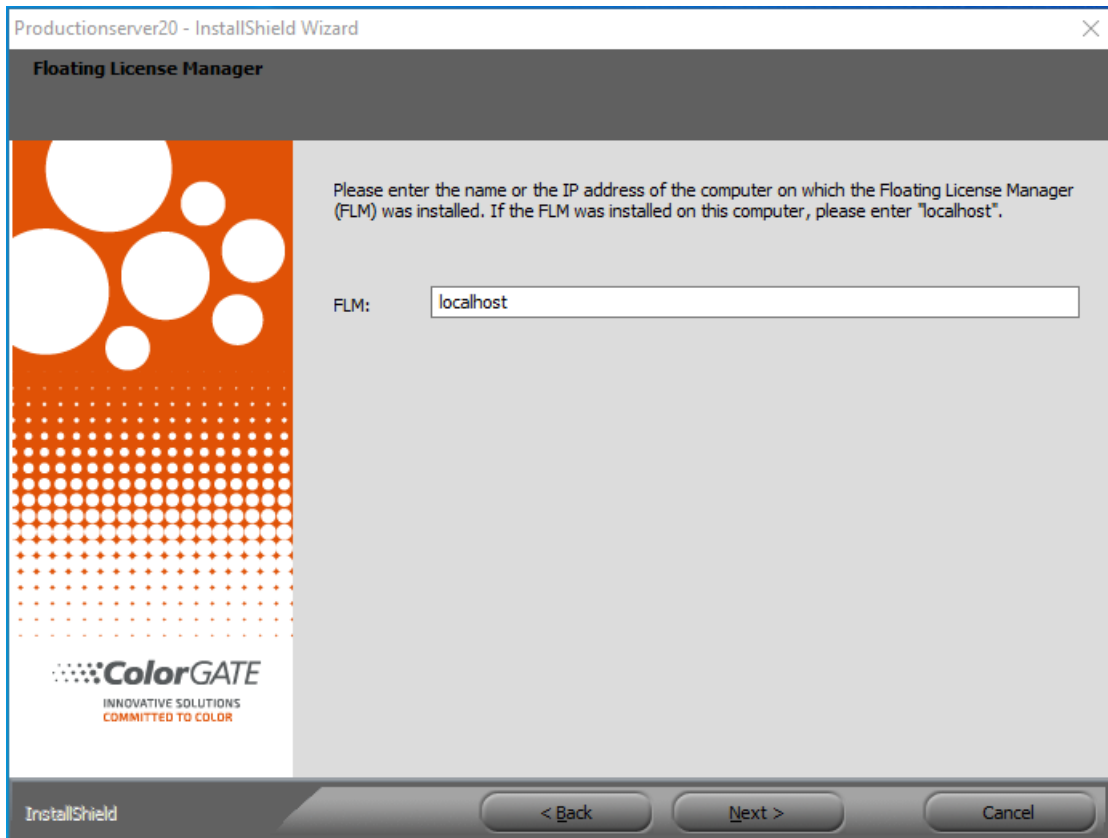 Productionserver20 - InstallShield Wizard
Floating License Manager
Please enter the name or the IP address of the computer on which the Floating License Manager
(FLM) was installed. If the FLM was installed on this computer, please enter "localhost".
FLM:
localhost
ColorGATE
INNOVATIVE SOLUTIONS
COMMITTED TO COLOR
InstallShield
< Back
Next >
Cancel